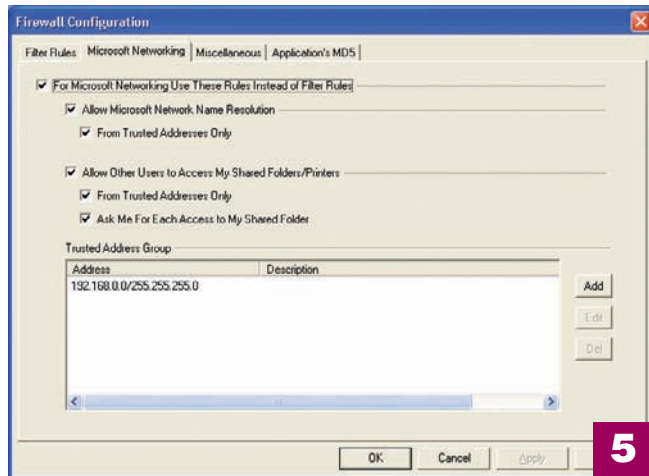 Firewall Configuration
Filter Rules Microsoft Networking Miscellaneous Application's MD5
For Microsoft Networking Use These Rules Instead of Filter Rules
Allow Microsoft Network Name Resolution
From Trusted Addresses Only
Allow Other Users to Access My Shared Folders/Printers
From Trusted Addresses Only
Ask Me For Each Access to My Shared Folder
Trusted Address Group
Address Description
192.168.0.0/255.255.255.0
Add
Edit
Del
OK Cancel Apply
5